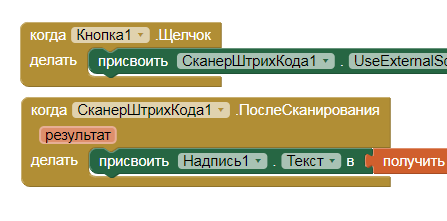 когда Кнопка1 .Щелчок
делать присвоить СканерШтрихКода1 . UseExternalSc
когда СканерШтрихКода1 .ПослеСканирования
результат
делать присвоить Надпись1 . Текст в получить